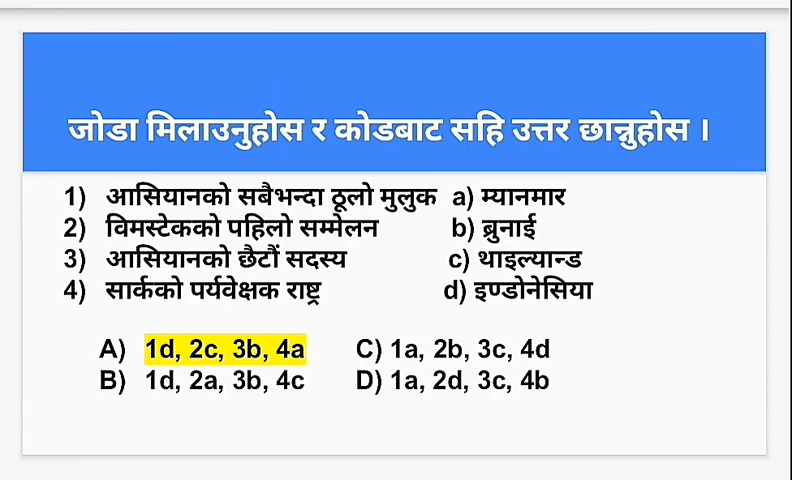 जोडा मिलाउनुहोस र कोडबाट सहि उत्तर छान्नुहोस ।
1) आसियानको सबैभन्दा ठूलो मुलुक a) म्यानमार
2) विमस्टेकको पहिलो सम्मेलन b) ब्रुनाई
3) आसियानको छैटौं सदस्य c) थाइल्यान्ड
4) सार्कको पर्यवेक्षक राष्ट्र d) इण्डोनेसिया
A) 1d, 2c, 3b, 4a C) 1a, 2b, 3c, 4d
B) 1d, 2a, 3b, 4c D) 1a, 2d, 3c, 4b